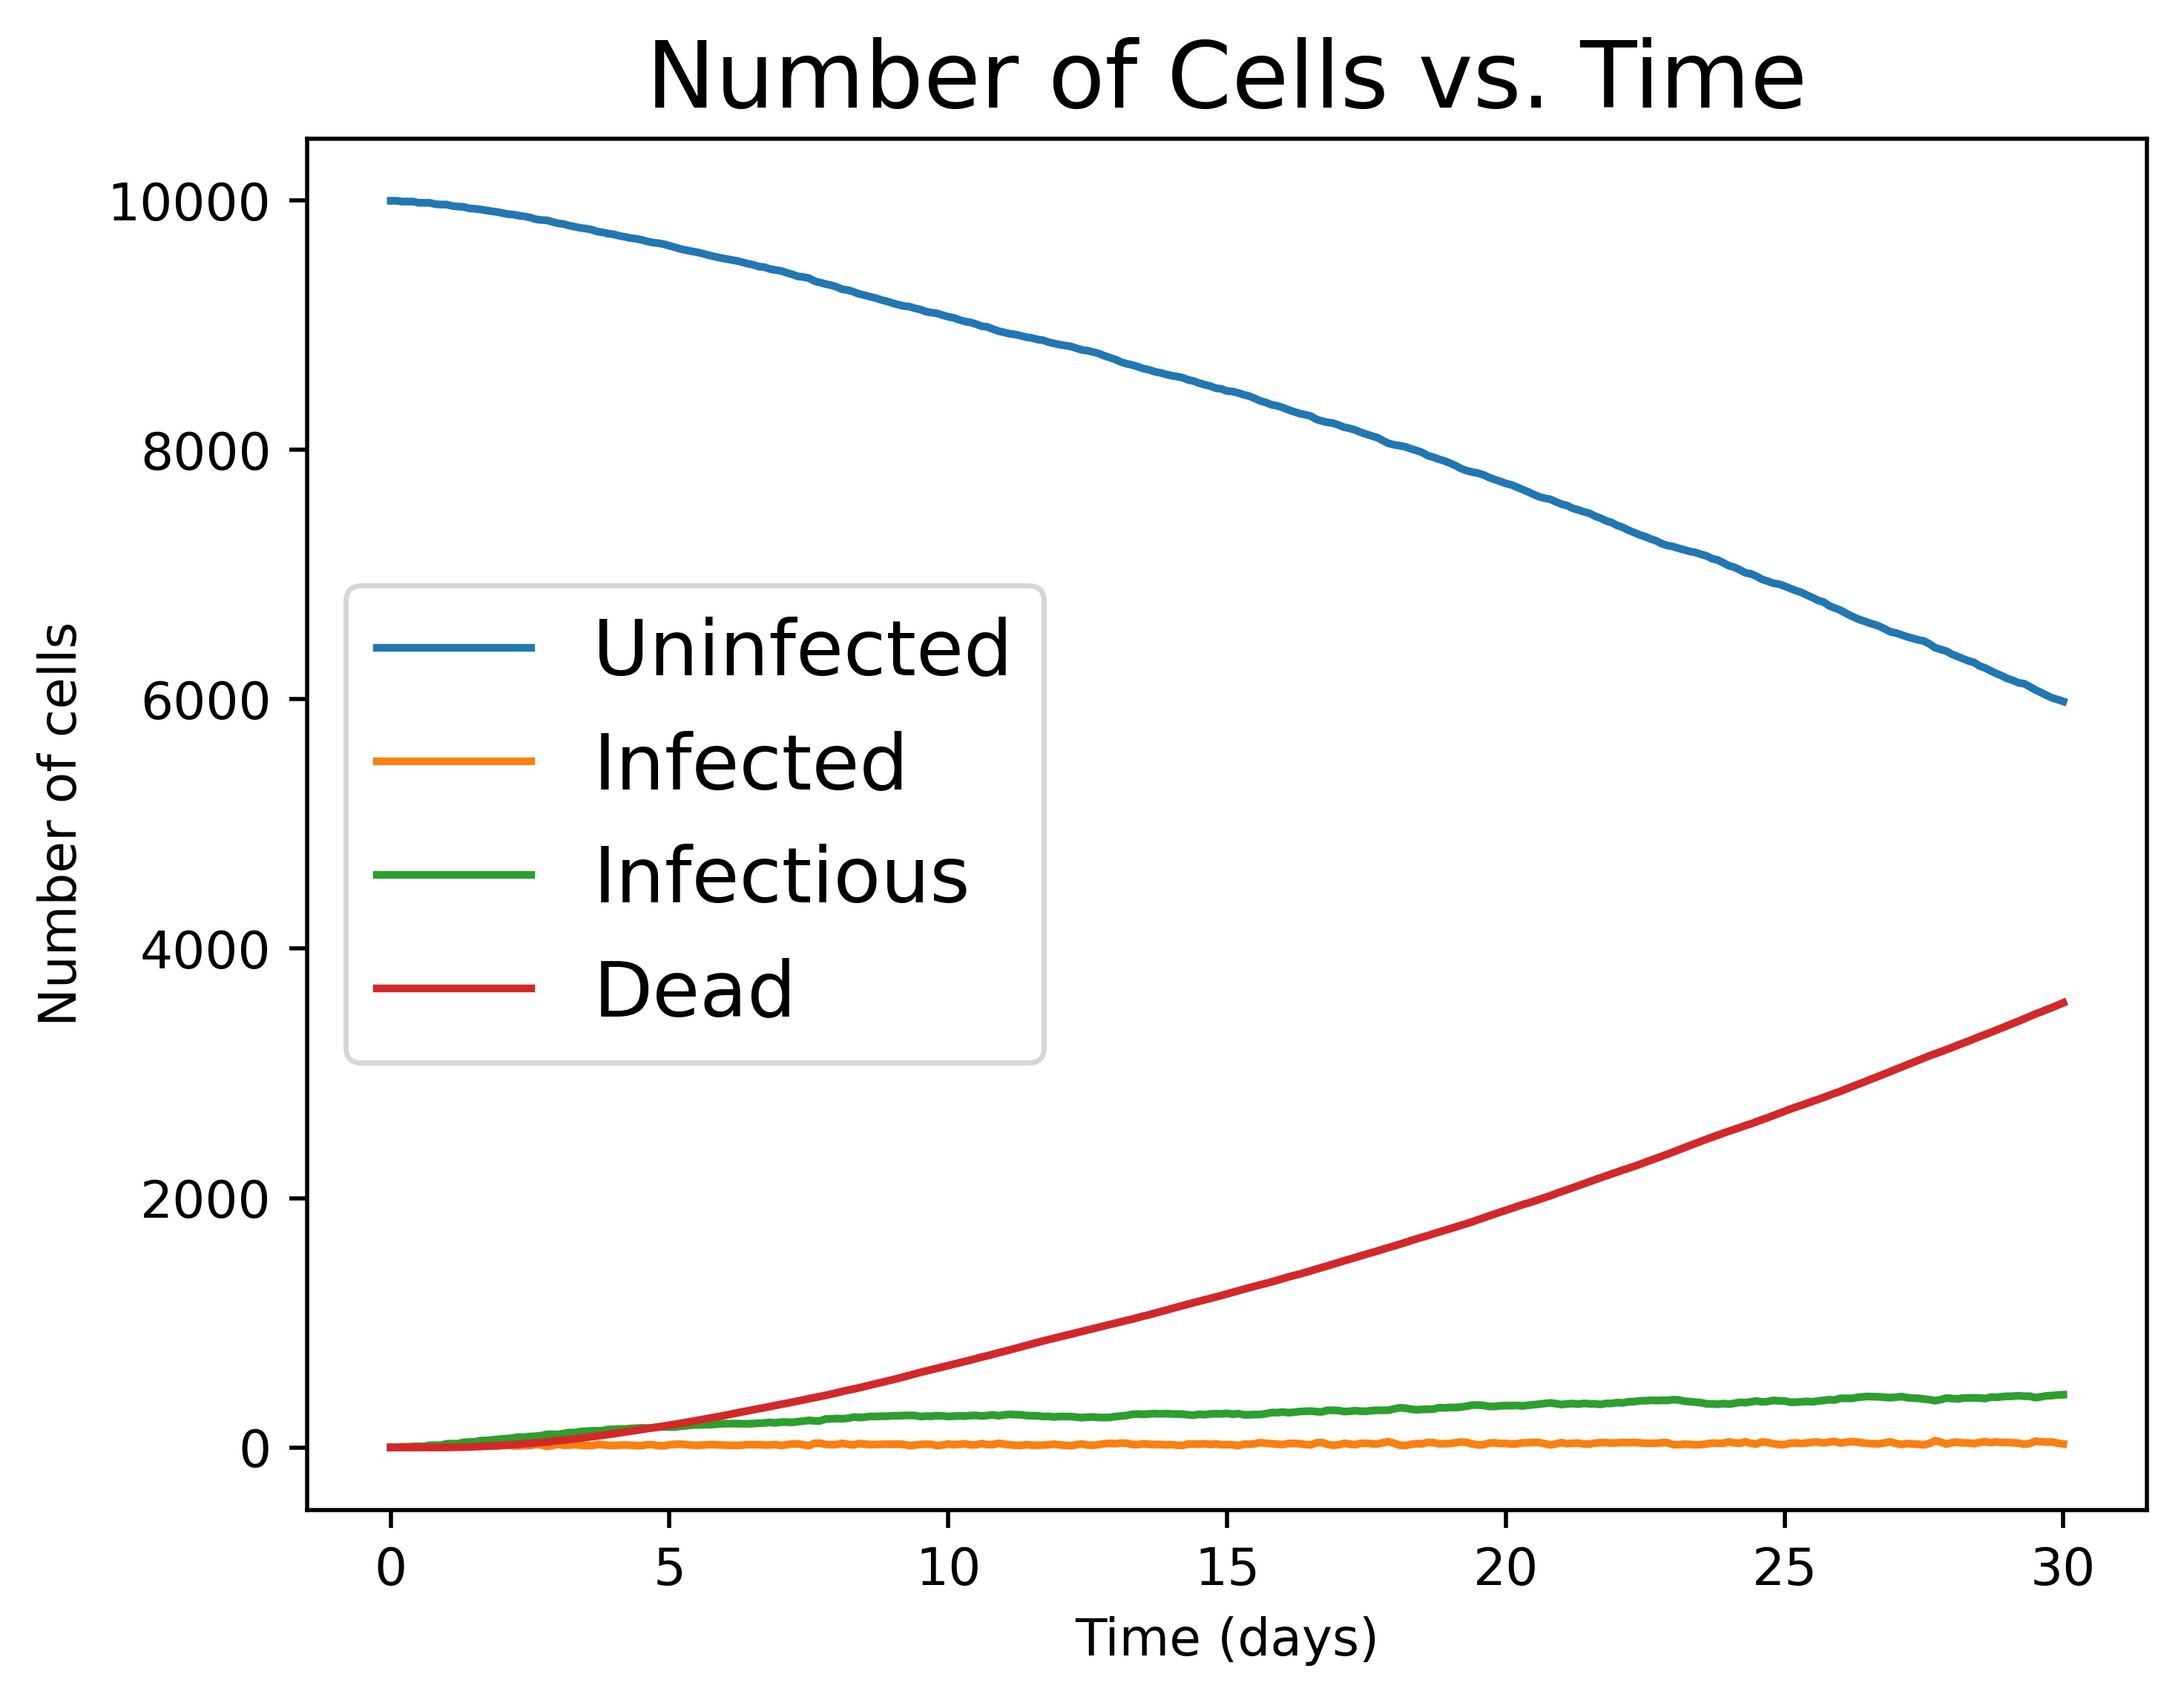 Number of Cells vs. Time
Number of cells
10000
8000
6000
4000
2000
0
Uninfected
Infected
Infectious
Dead
0 5 10 15 20 25 30
Time (days)